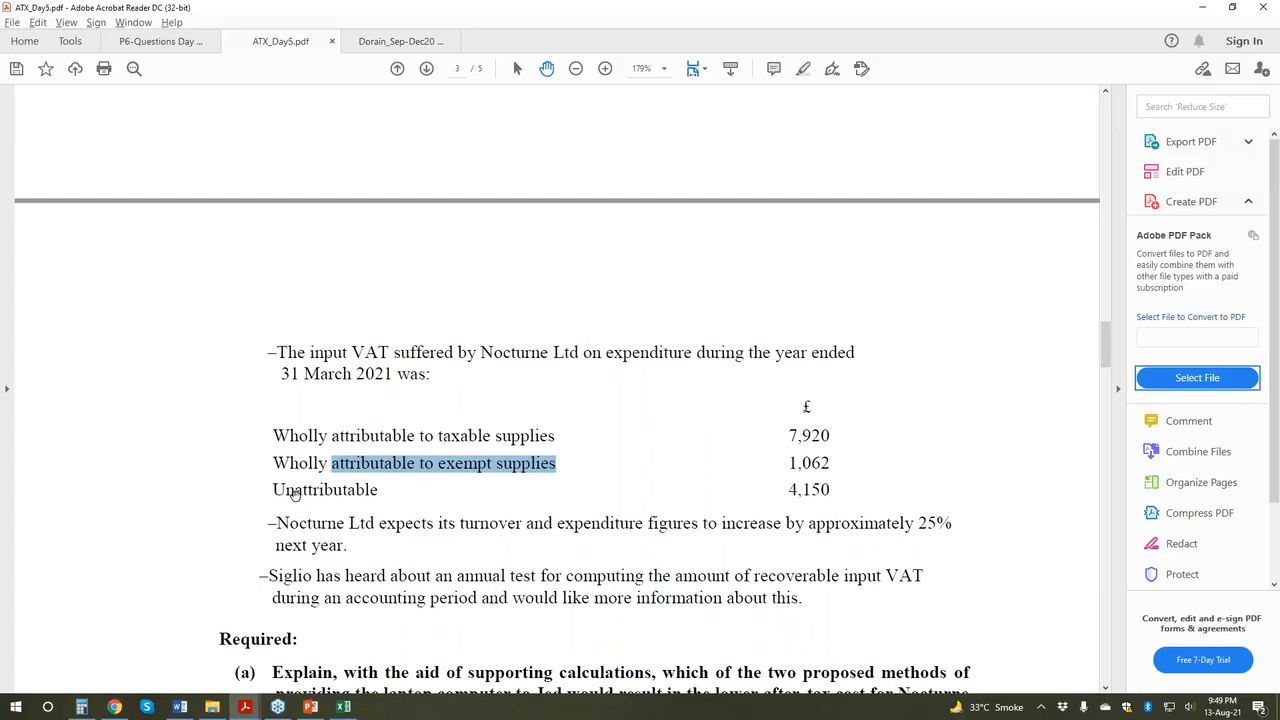 ATX_Day5.pdf - Adobe Acrobat Reader DC (32-bit)
File Edit View Sign Window Help
Home Tools P6-Questions Day ... ATX_Day5.pdf × Dorain_Sep-Dec20 ... Sign In
3 / 5 179%
–The input VAT suffered by Nocturne Ltd on expenditure during the year ended
31 March 2021 was:
£
Wholly attributable to taxable supplies 7,920
Wholly attributable to exempt supplies 1,062
Unattributable 4,150
–Nocturne Ltd expects its turnover and expenditure figures to increase by approximately 25%
next year.
–Siglio has heard about an annual test for computing the amount of recoverable input VAT
during an accounting period and would like more information about this.
Required:
(a) Explain, with the aid of supporting calculations, which of the two proposed methods of
providing the laptop computer to Jed would result in the lower after-tax cost for Nocturne
Search 'Reduce Size'
Export PDF
Edit PDF
Create PDF
Adobe PDF Pack
Convert files to PDF and
easily combine them with
other file types with a paid
subscription
Select File to Convert to PDF
Select File
Comment
Combine Files
Organize Pages
Compress PDF
Redact
Protect
Convert, edit and e-sign PDF
forms & agreements
Free 7-Day Trial
33°C Smoke
9:49 PM
13-Aug-21
2